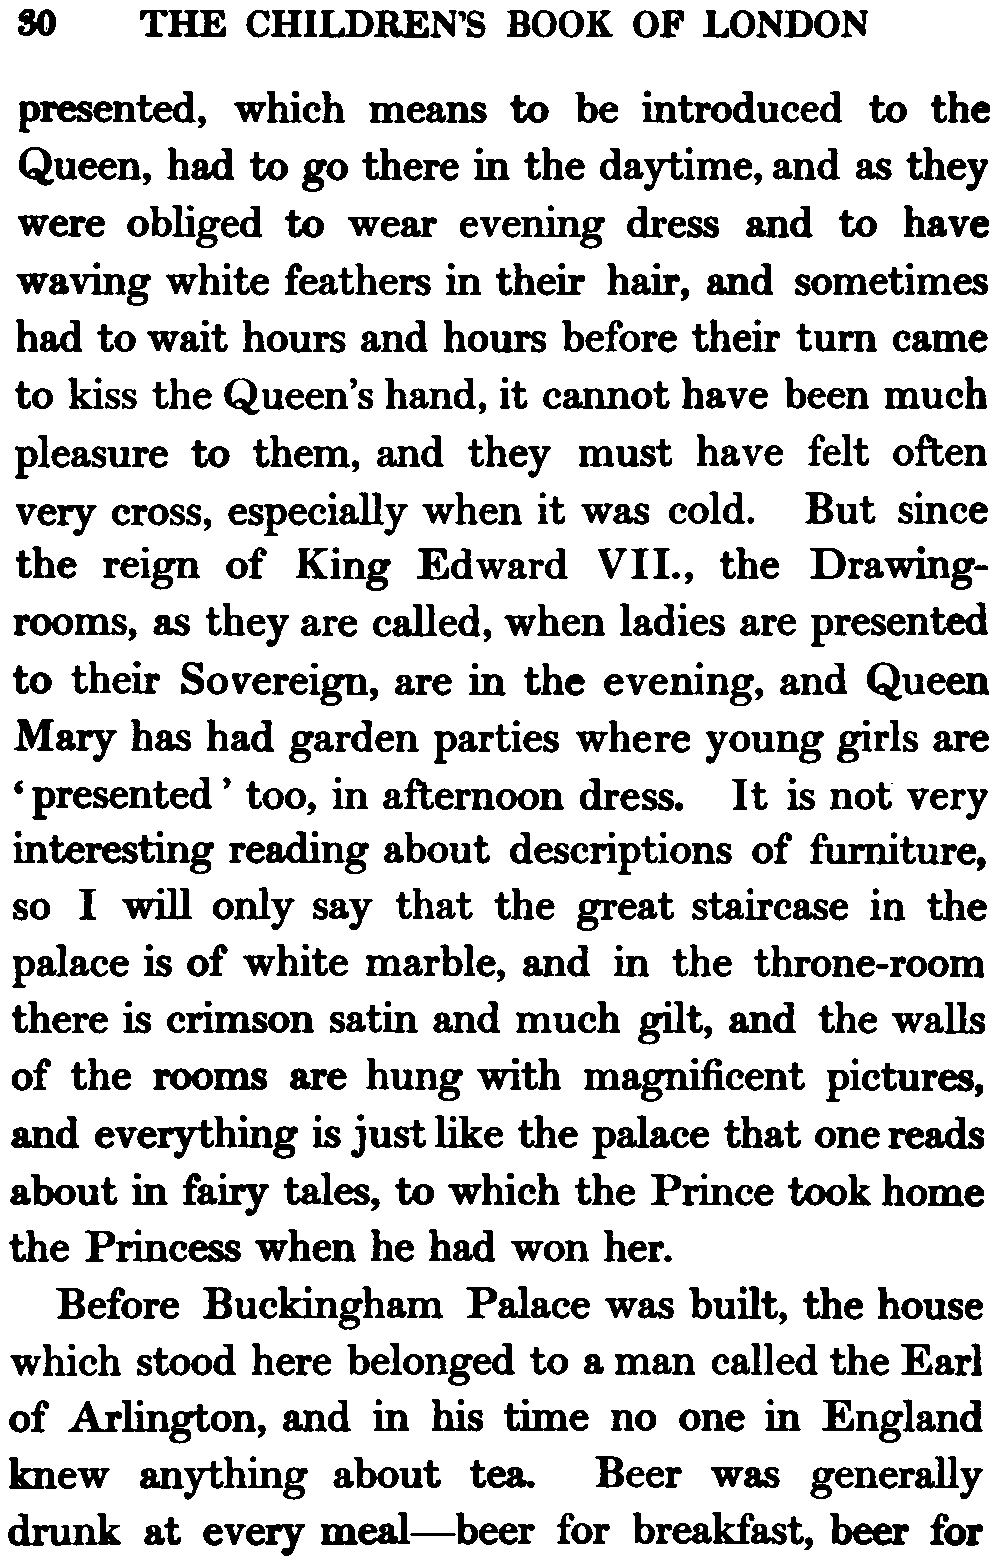 30 THE CHILDREN'S BOOK OF LONDON
presented, which means to be introduced to the
Queen, had to go there in the daytime, and as they
were obliged to wear evening dress and to have
waving white feathers in their hair, and sometimes
had to wait hours and hours before their turn came
to kiss the Queen's hand, it cannot have been much
pleasure to them, and they must have felt often
very cross, especially when it was cold. But since
the reign of King Edward VII., the Drawing-
rooms, as they are called, when ladies are presented
to their Sovereign, are in the evening, and Queen
Mary has had garden parties where young girls are
‘presented’ too, in afternoon dress. It is not very
interesting reading about descriptions of furniture,
so I will only say that the great staircase in the
palace is of white marble, and in the throne-room
there is crimson satin and much gilt, and the walls
of the rooms are hung with magnificent pictures,
and everything is just like the palace that one reads
about in fairy tales, to which the Prince took home
the Princess when he had won her.
Before Buckingham Palace was built, the house
which stood here belonged to a man called the Earl
of Arlington, and in his time no one in England
knew anything about tea. Beer was generally
drunk at every meal—beer for breakfast, beer for